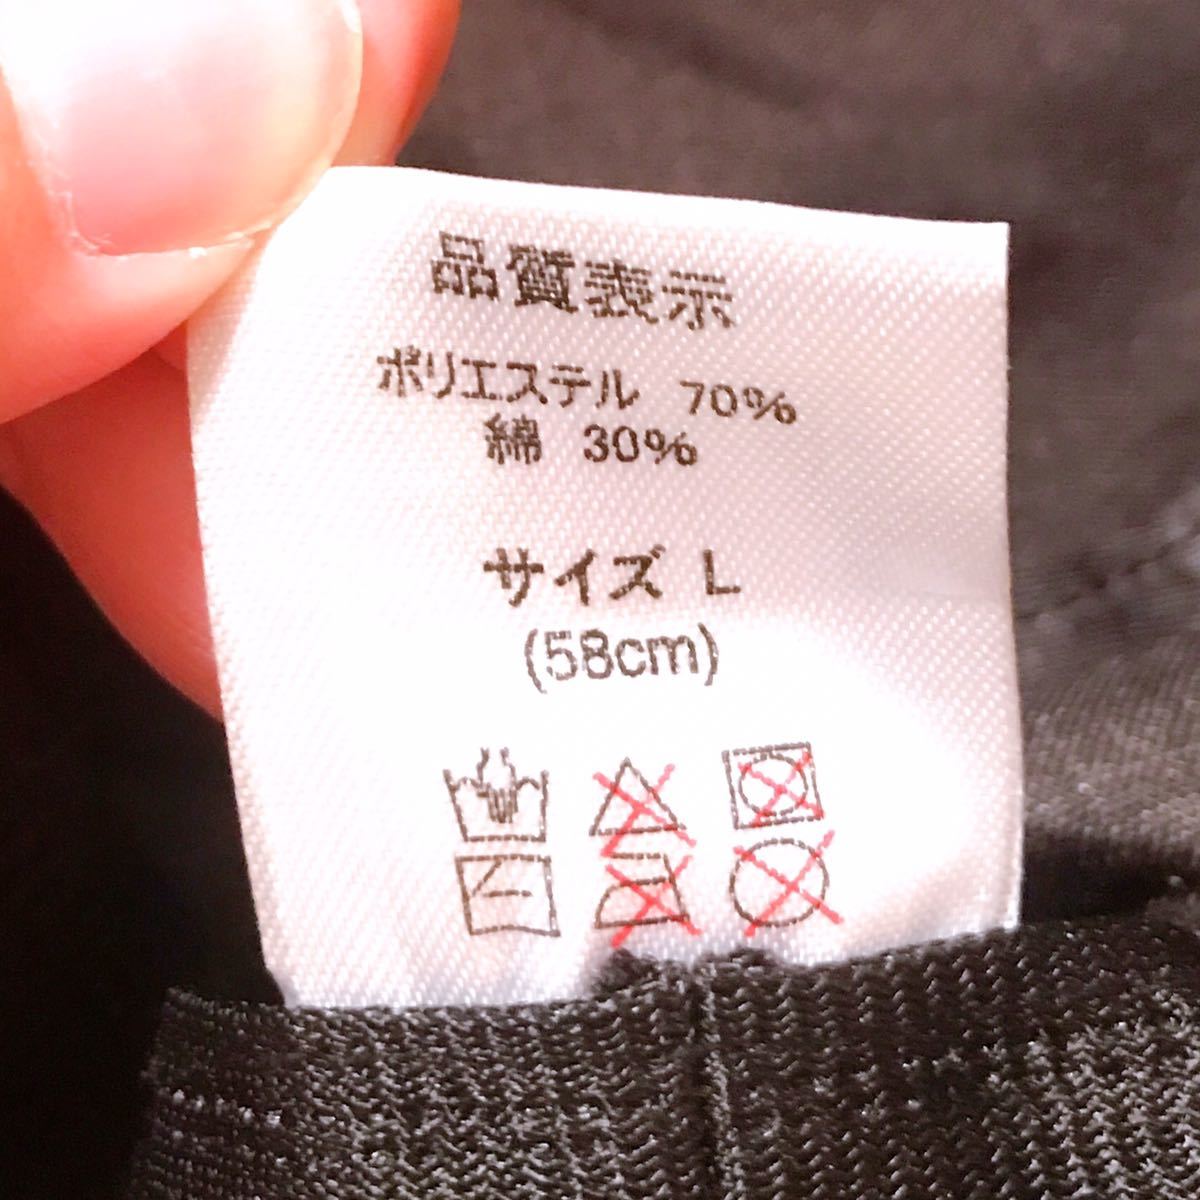 品質表示
ポリエステル 70%
綿 30%
サイズ L
(58cm)